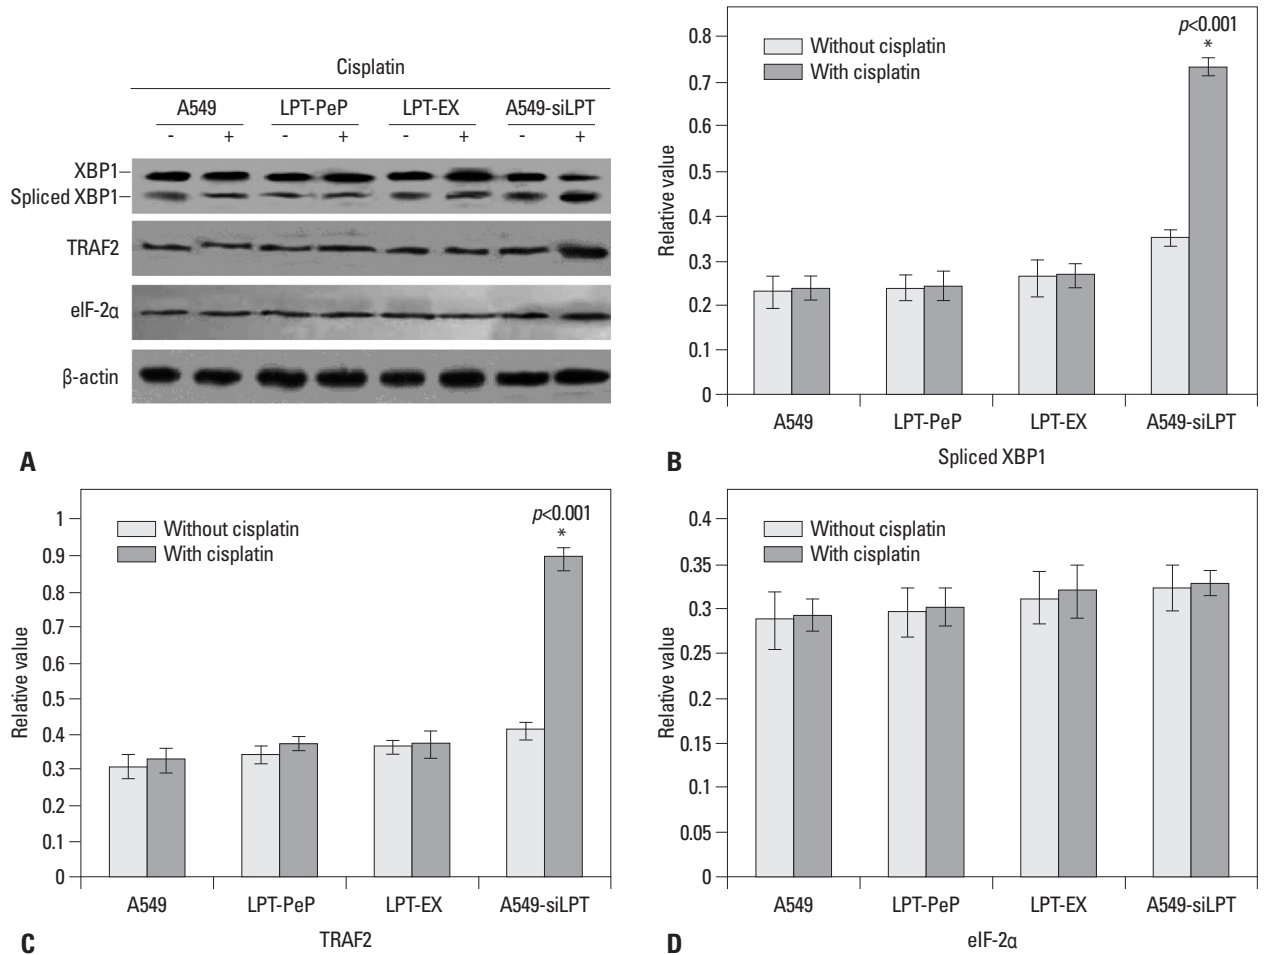 Cisplatin
A549 LPT-PeP LPT-EX A549-siLPT
- + - + - + - +
XBP1
Spliced XBP1
TRAF2
eIF-2α
β-actin
A
0.8
0.7
0.6
0.5
0.4
0.3
0.2
0.1
0
Relative value
Without cisplatin
With cisplatin
p<0.001
*
A549 LPT-PeP LPT-EX A549-siLPT
Spliced XBP1
B
1
0.9
0.8
0.7
0.6
0.5
0.4
0.3
0.2
0.1
0
Relative value
Without cisplatin
With cisplatin
p<0.001
*
A549 LPT-PeP LPT-EX A549-siLPT
TRAF2
C
0.4
0.35
0.3
0.25
0.2
0.15
0.1
0.05
0
Relative value
Without cisplatin
With cisplatin
A549 LPT-PeP LPT-EX A549-siLPT
eIF-2α
D